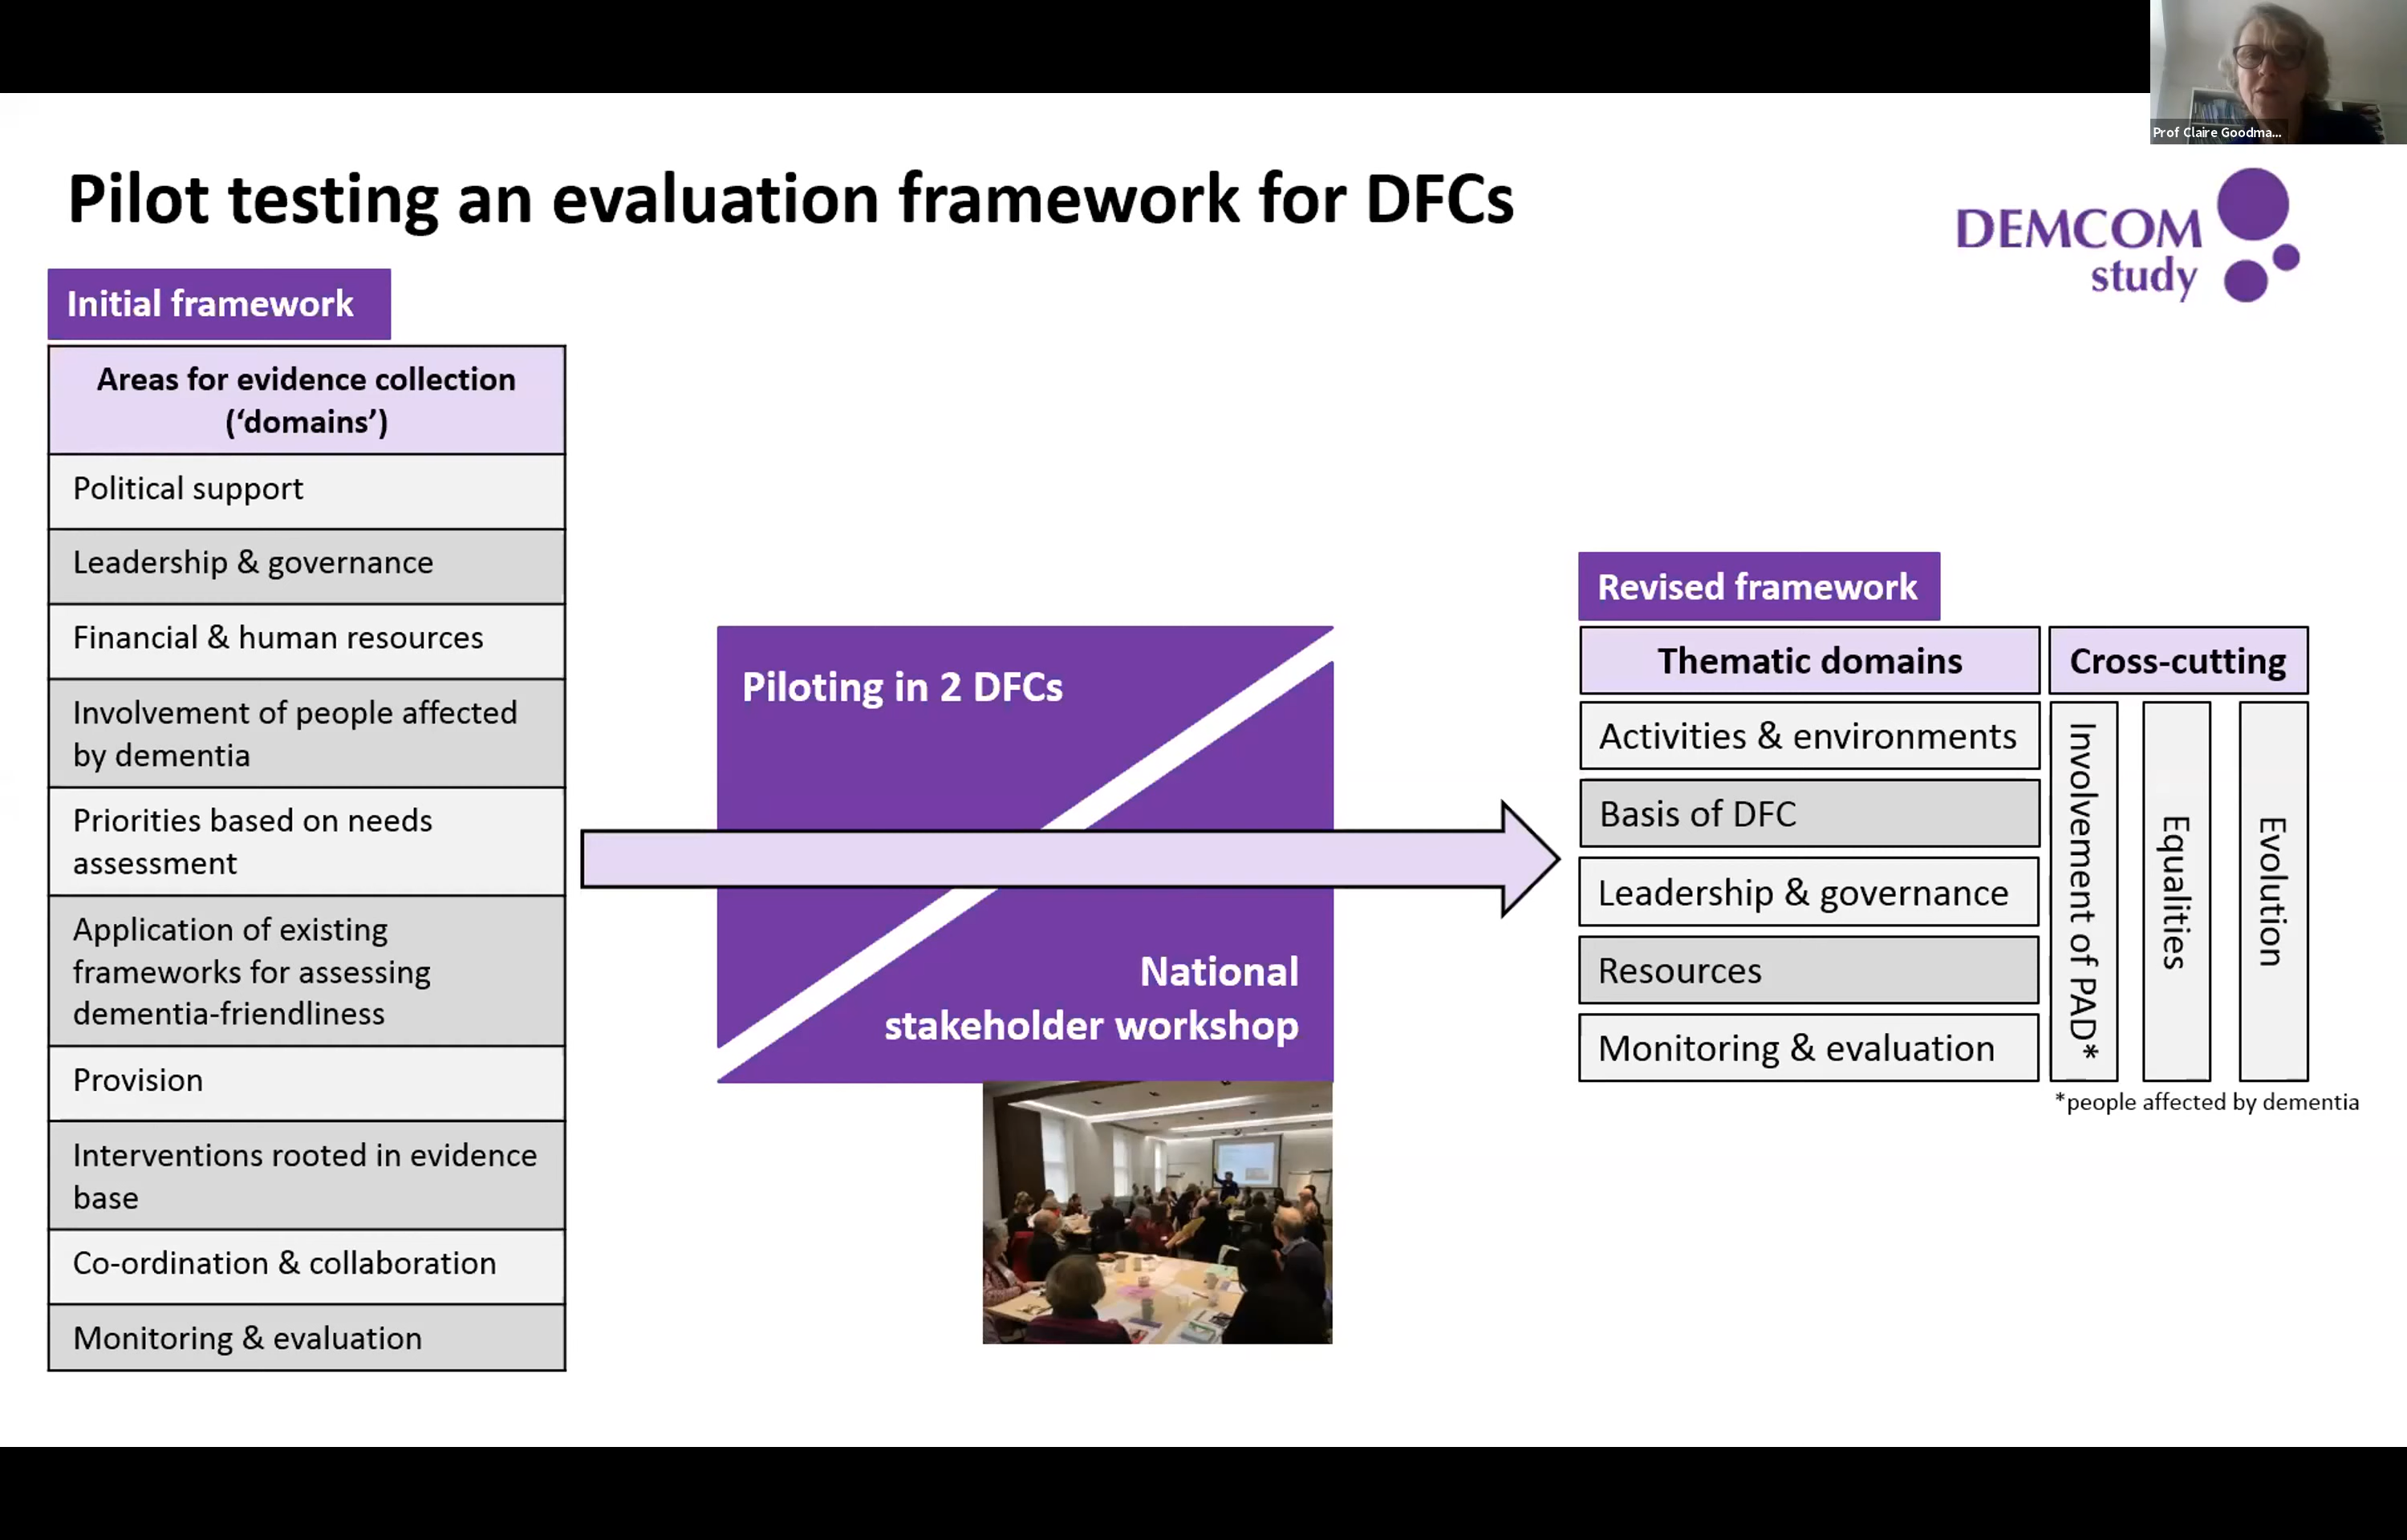 Prof Claire Goodma...
Pilot testing an evaluation framework for DFCs
DEMCOM
study
Initial framework
Areas for evidence collection
(‘domains’)
Political support
Leadership & governance
Financial & human resources
Involvement of people affected
by dementia
Priorities based on needs
assessment
Application of existing
frameworks for assessing
dementia-friendliness
Provision
Interventions rooted in evidence
base
Co-ordination & collaboration
Monitoring & evaluation
Piloting in 2 DFCs
National
stakeholder workshop
Revised framework
Thematic domains
Activities & environments
Basis of DFC
Leadership & governance
Resources
Monitoring & evaluation
Cross-cutting
Involvement of PAD*
Equalities
Evolution
*people affected by dementia